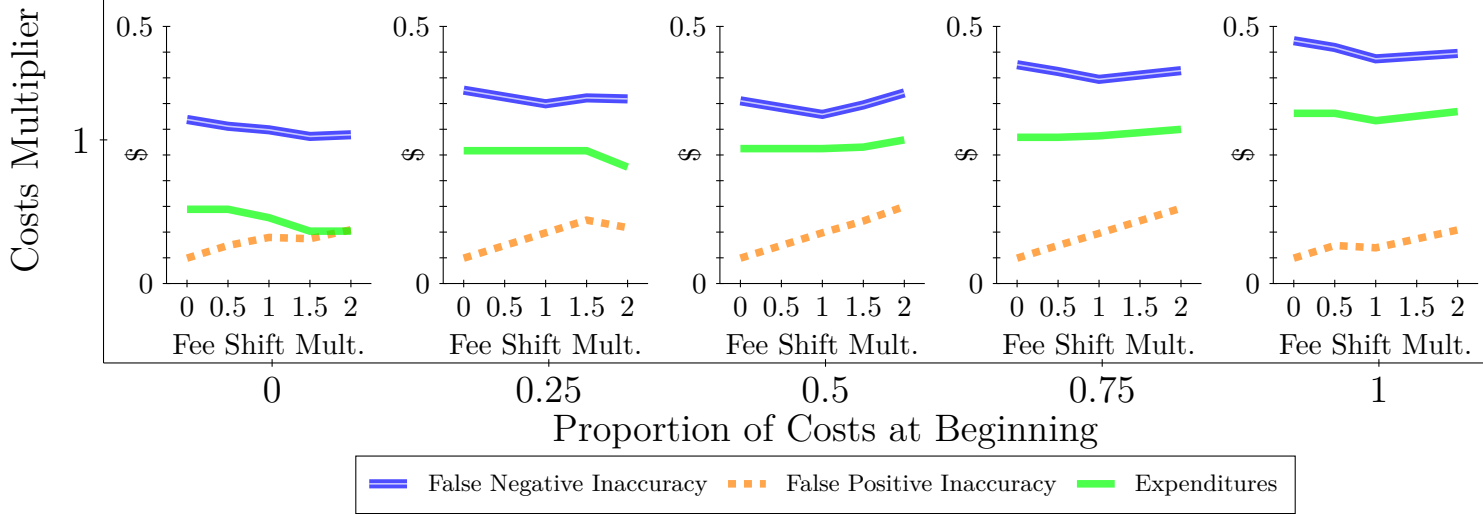 Costs Multiplier
1
0.5 0.5 0.5 0.5 0.5
$ $ $ $ $
0 0 0 0 0
0 0.5 1 1.5 2 0 0.5 1 1.5 2 0 0.5 1 1.5 2 0 0.5 1 1.5 2 0 0.5 1 1.5 2
Fee Shift Mult. Fee Shift Mult. Fee Shift Mult. Fee Shift Mult. Fee Shift Mult.
0 0.25 0.5 0.75 1
Proportion of Costs at Beginning
False Negative Inaccuracy False Positive Inaccuracy Expenditures